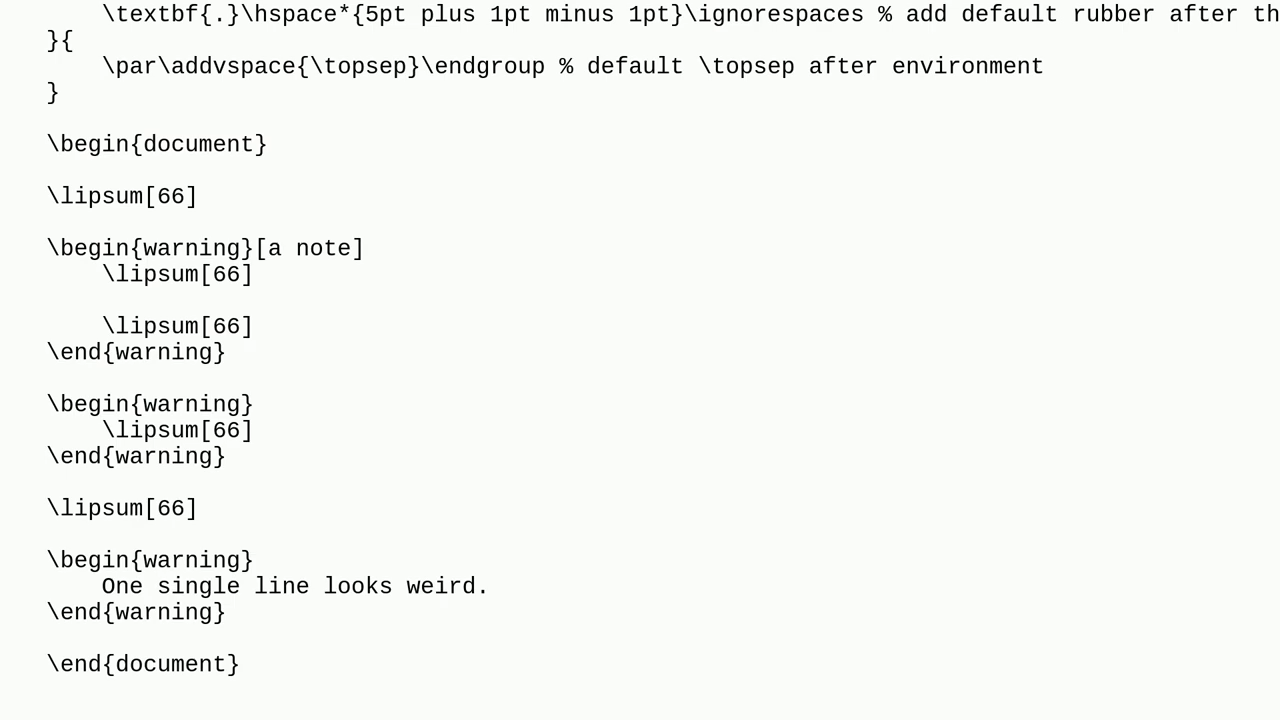 \textbf{.}\hspace*{5pt plus 1pt minus 1pt}\ignorespaces % add default rubber after
}{
\par\addvspace{\topsep}\endgroup % default \topsep after environment
}
\begin{document}
\lipsum[66]
\begin{warning}[a note]
\lipsum[66]
\lipsum[66]
\end{warning}
\begin{warning}
\lipsum[66]
\end{warning}
\lipsum[66]
\begin{warning}
One single line looks weird.
\end{warning}
\end{document}